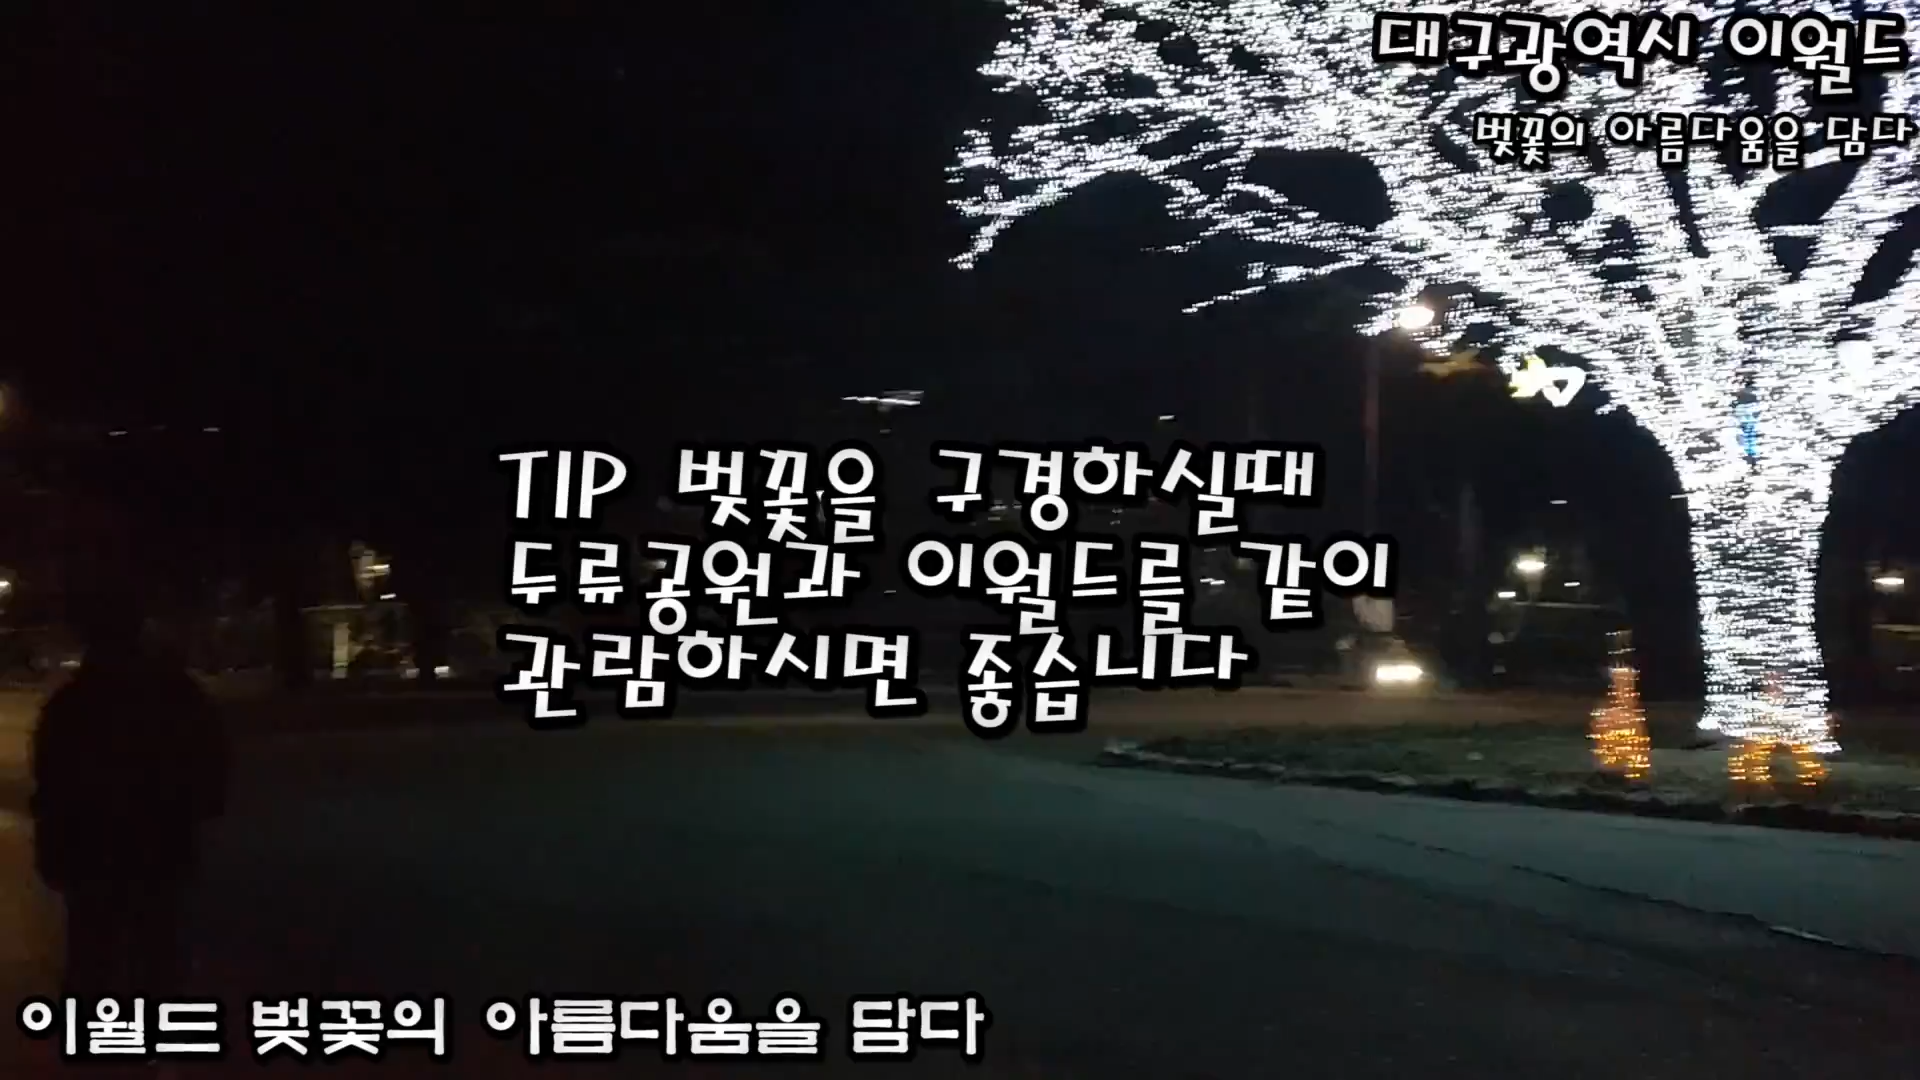 대구광역시 이월드
벚꽃의 아름다움을 담다
TIP 벚꽃을 구경하실때
두류공원과 이월드를 같이
관람하시면 좋습니다
이월드 벚꽃의 아름다움을 담다